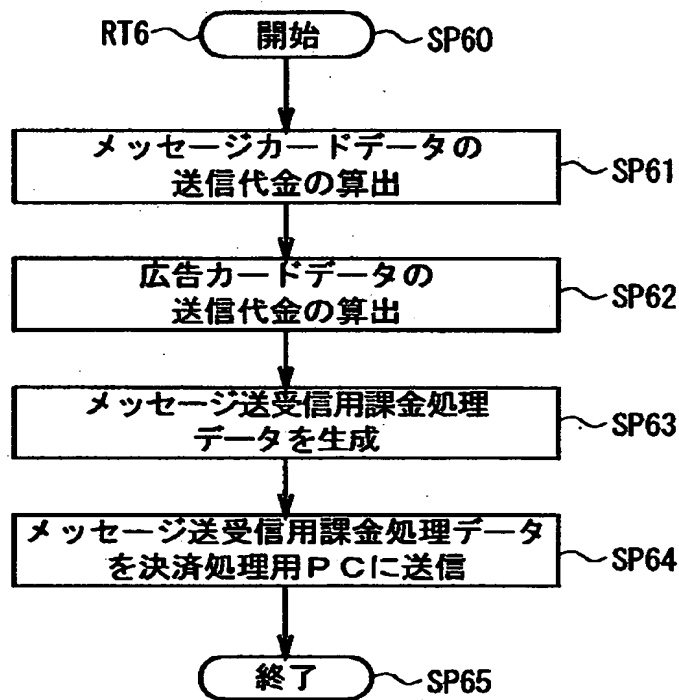 RT6 開始 SP60
メッセージカードデータの
送信代金の算出 SP61
広告カードデータの
送信代金の算出 SP62
メッセージ送受信用課金処理
データを生成 SP63
メッセージ送受信用課金処理データ
を決済処理用PCに送信 SP64
終了 SP65